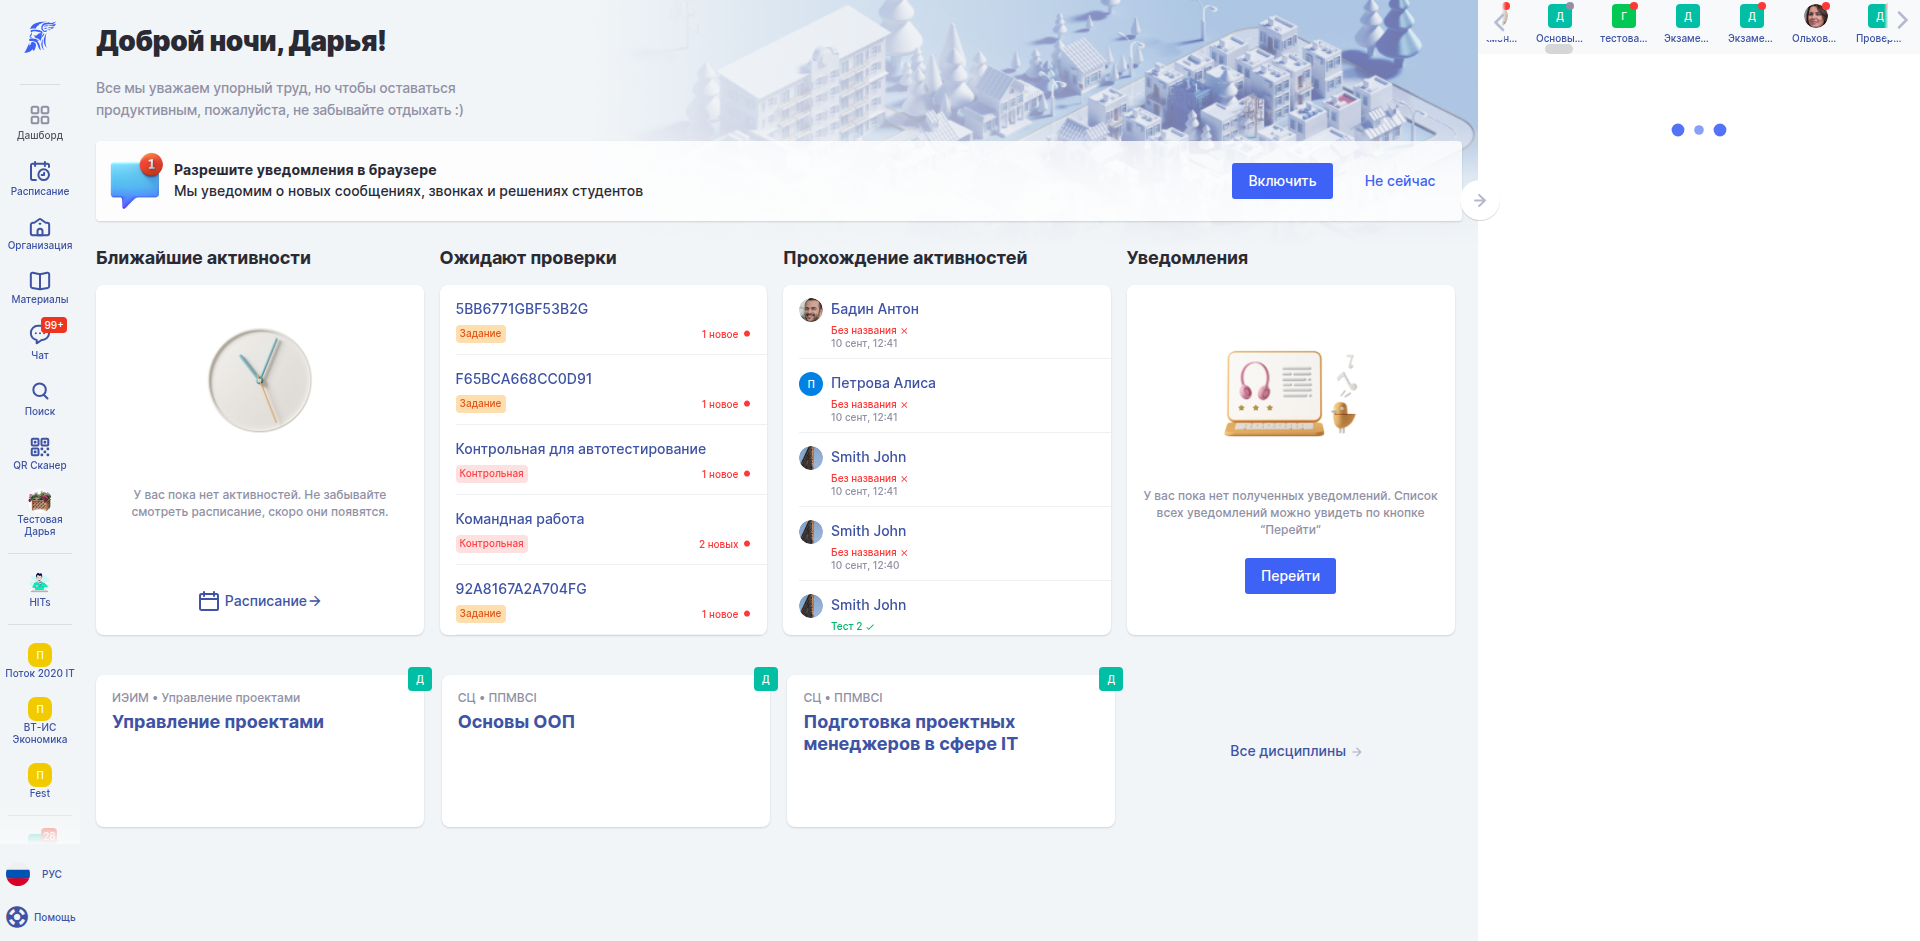 Доброй ночи, Дарья!
Все мы уважаем упорный труд, но чтобы оставаться
продуктивным, пожалуйста, не забывайте отдыхать :)
1
Разрешите уведомления в браузере
Мы уведомим о новых сообщениях, звонках и решениях студентов
Включить
Не сейчас
Дашборд
Расписание
Организация
Материалы
99+
Чат
Поиск
QR Сканер
Тестовая
Дарья
HITs
П
Поток 2020 IT
П
ВТ-ИС
Экономика
П
Fest
28
РУС
Помощь
Ближайшие активности
У вас пока нет активностей. Не забывайте
смотреть расписание, скоро они появятся.
Расписание
Ожидают проверки
5BB6771GBF53B2G
Задание
1 новое
F65BCA668CC0D91
Задание
1 новое
Контрольная для автотестирование
Контрольная
1 новое
Командная работа
Контрольная
2 новых
92A8167A2A704FG
Задание
1 новое
Прохождение активностей
Бадин Антон
Без названия
10 сент, 12:41
П
Петрова Алиса
Без названия
10 сент, 12:41
Smith John
Без названия
10 сент, 12:41
Smith John
Без названия
10 сент, 12:40
Smith John
Тест 2
Уведомления
У вас пока нет полученных уведомлений. Список
всех уведомлений можно увидеть по кнопке
“Перейти”
Перейти
Д
ИЭИМ • Управление проектами
Управление проектами
Д
СЦ • ППМВСІ
Основы ООП
Д
СЦ • ППМВСІ
Подготовка проектных
менеджеров в сфере IT
Все дисциплины
Д
Основы...
Г
тестова...
Д
Экзаме...
Д
Экзаме...
Ольхов...
Д
Провер...